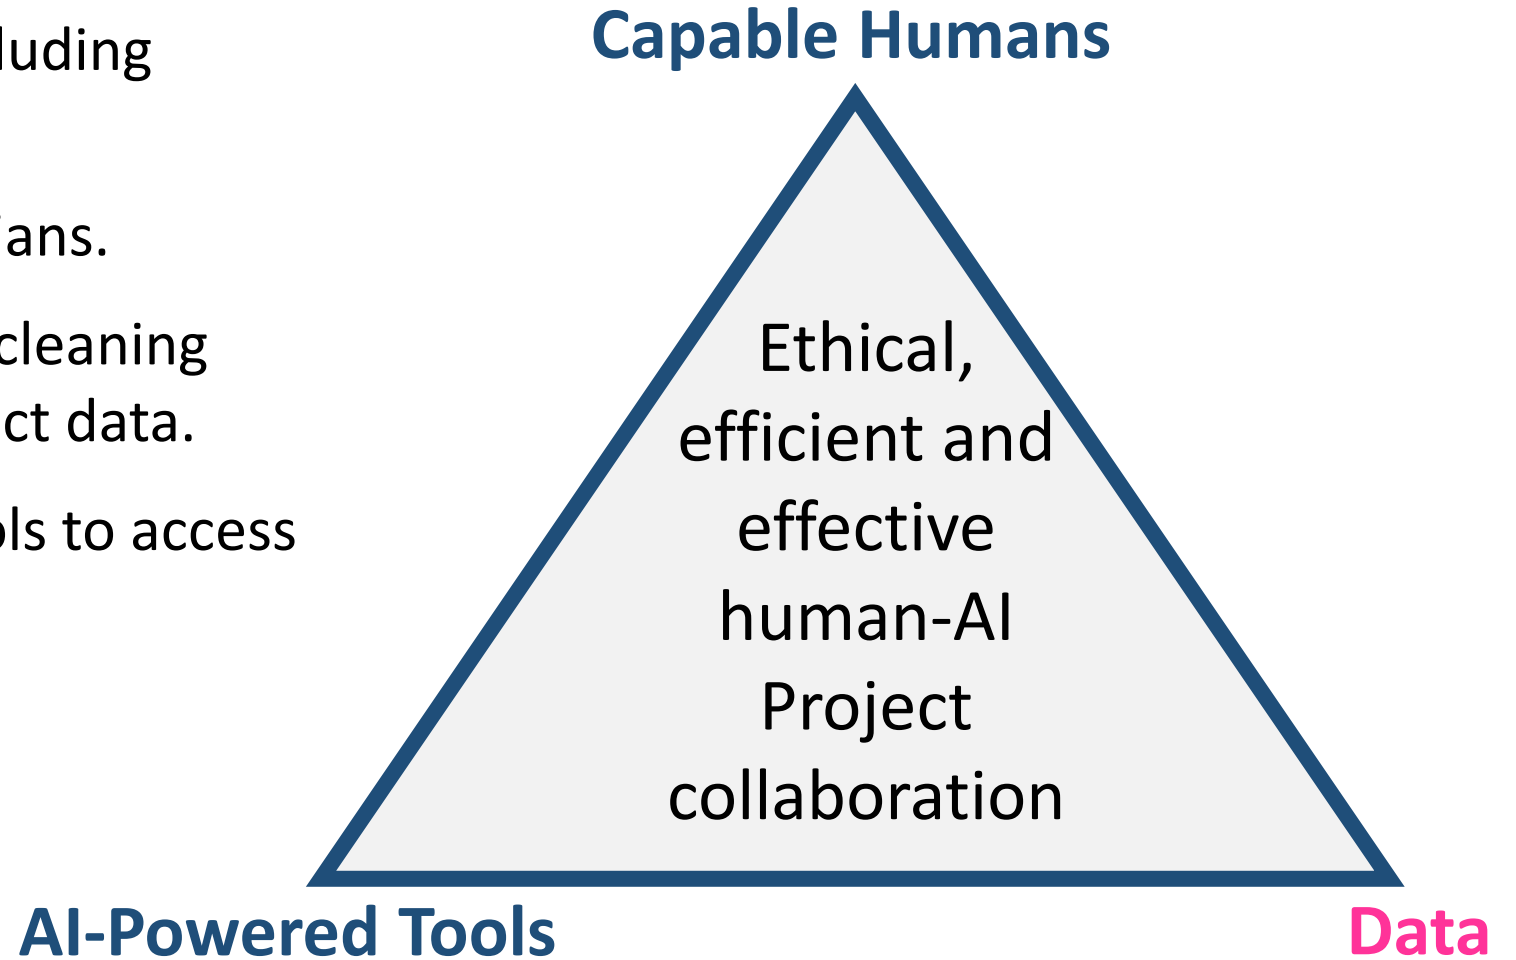 luding
ans.
cleaning
ct data.
ls to access
Capable Humans
Ethical,
efficient and
effective
human-AI
Project
collaboration
AI-Powered Tools
Data